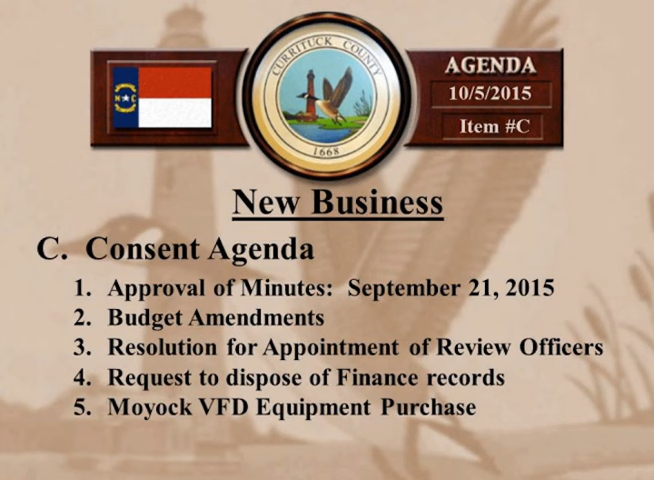 CURRITUCK COUNTY
1668
N C
AGENDA
10/5/2015
Item #C
New Business
C. Consent Agenda
1. Approval of Minutes: September 21, 2015
2. Budget Amendments
3. Resolution for Appointment of Review Officers
4. Request to dispose of Finance records
5. Moyock VFD Equipment Purchase